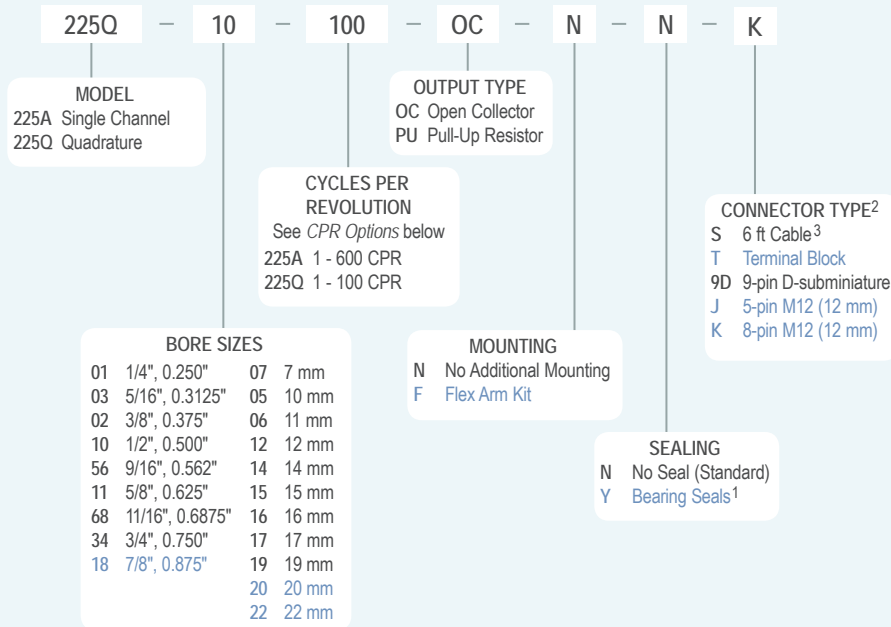 225Q – 10 – 100 – OC – N – N – K
MODEL
225A Single Channel
225Q Quadrature
OUTPUT TYPE
OC Open Collector
PU Pull-Up Resistor
CYCLES PER
REVOLUTION
See CPR Options below
225A 1 - 600 CPR
225Q 1 - 100 CPR
CONNECTOR TYPE2
S 6 ft Cable3
T Terminal Block
9D 9-pin D-subminiature
J 5-pin M12 (12 mm)
K 8-pin M12 (12 mm)
BORE SIZES
01 1/4", 0.250" 07 7 mm
03 5/16", 0.3125" 05 10 mm
02 3/8", 0.375" 06 11 mm
10 1/2", 0.500" 12 12 mm
56 9/16", 0.562" 14 14 mm
11 5/8", 0.625" 15 15 mm
68 11/16", 0.6875" 16 16 mm
34 3/4", 0.750" 17 17 mm
18 7/8", 0.875" 19 19 mm
20 20 mm
22 22 mm
MOUNTING
N No Additional Mounting
F Flex Arm Kit
SEALING
N No Seal (Standard)
Y Bearing Seals1